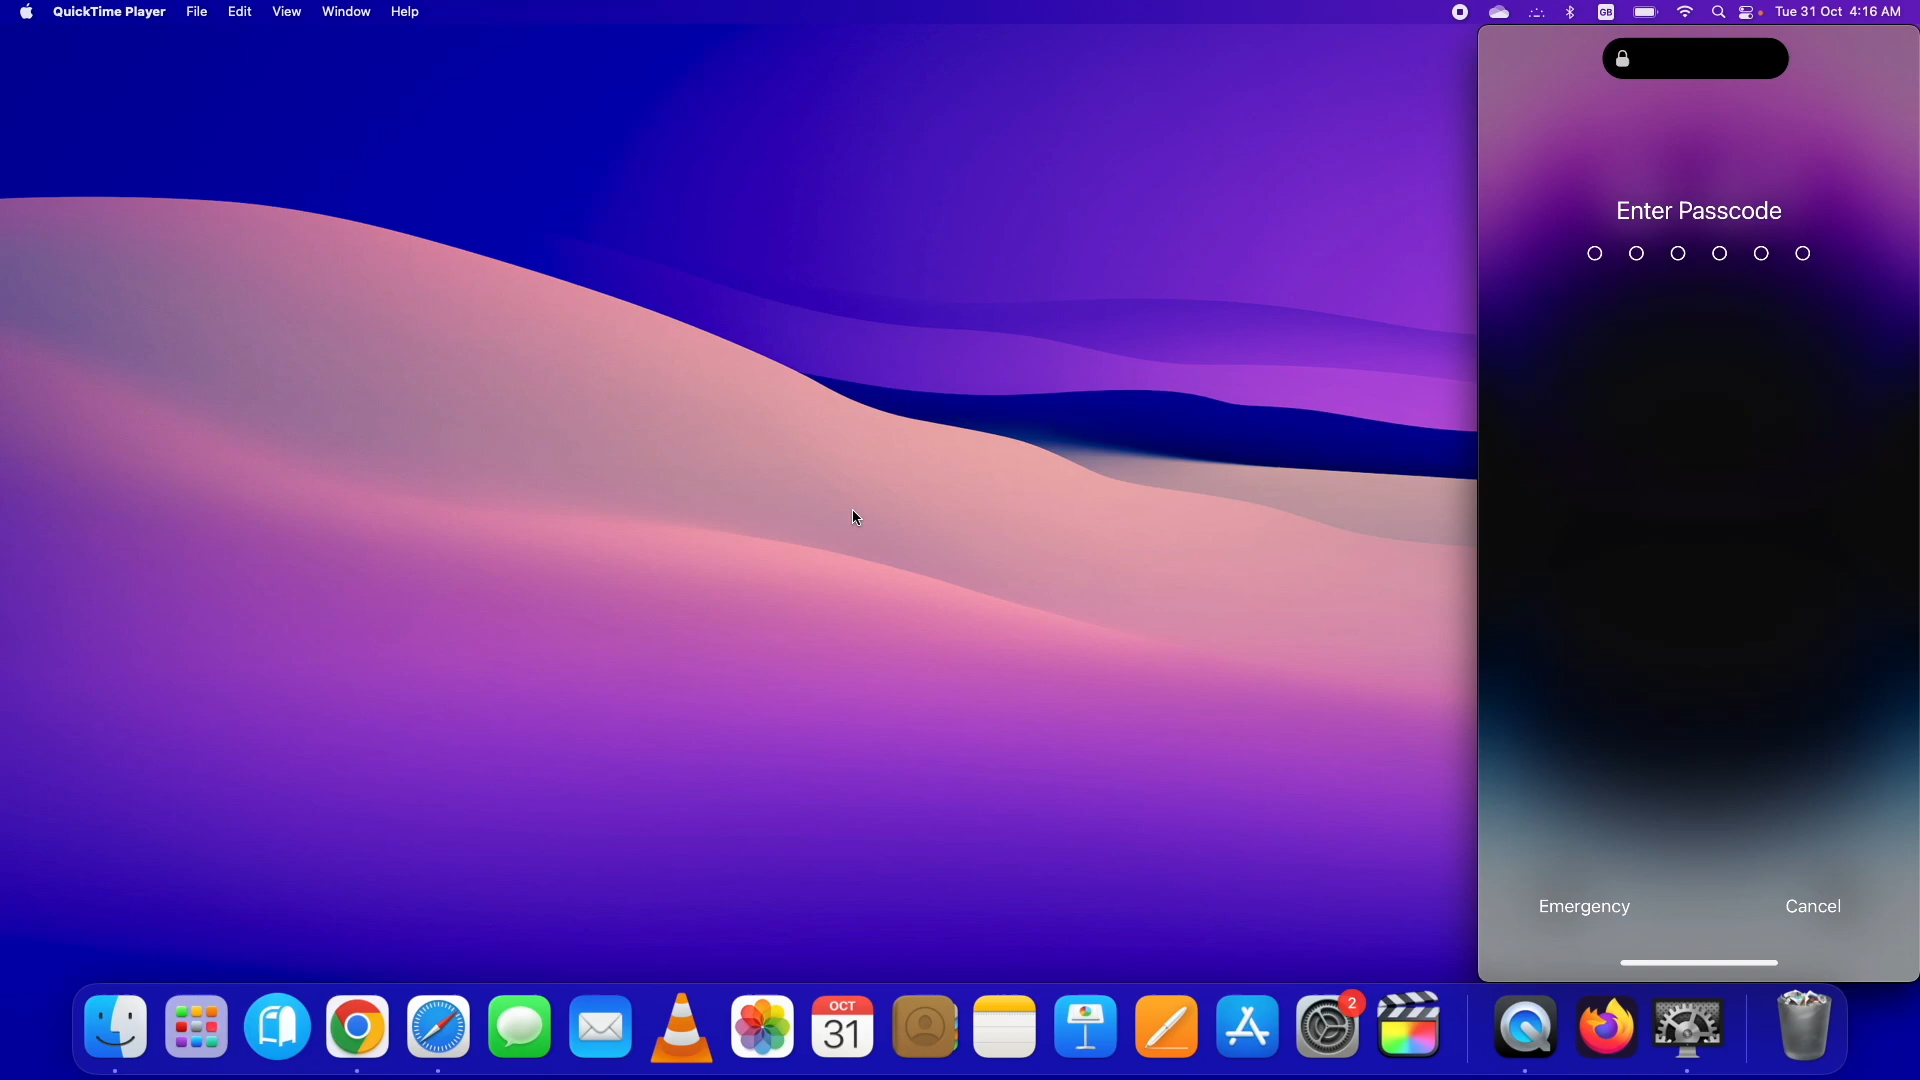 QuickTime Player File Edit View Window Help GB Tue 31 Oct 4:16 AM
Enter Passcode
Emergency Cancel
OCT
31
2